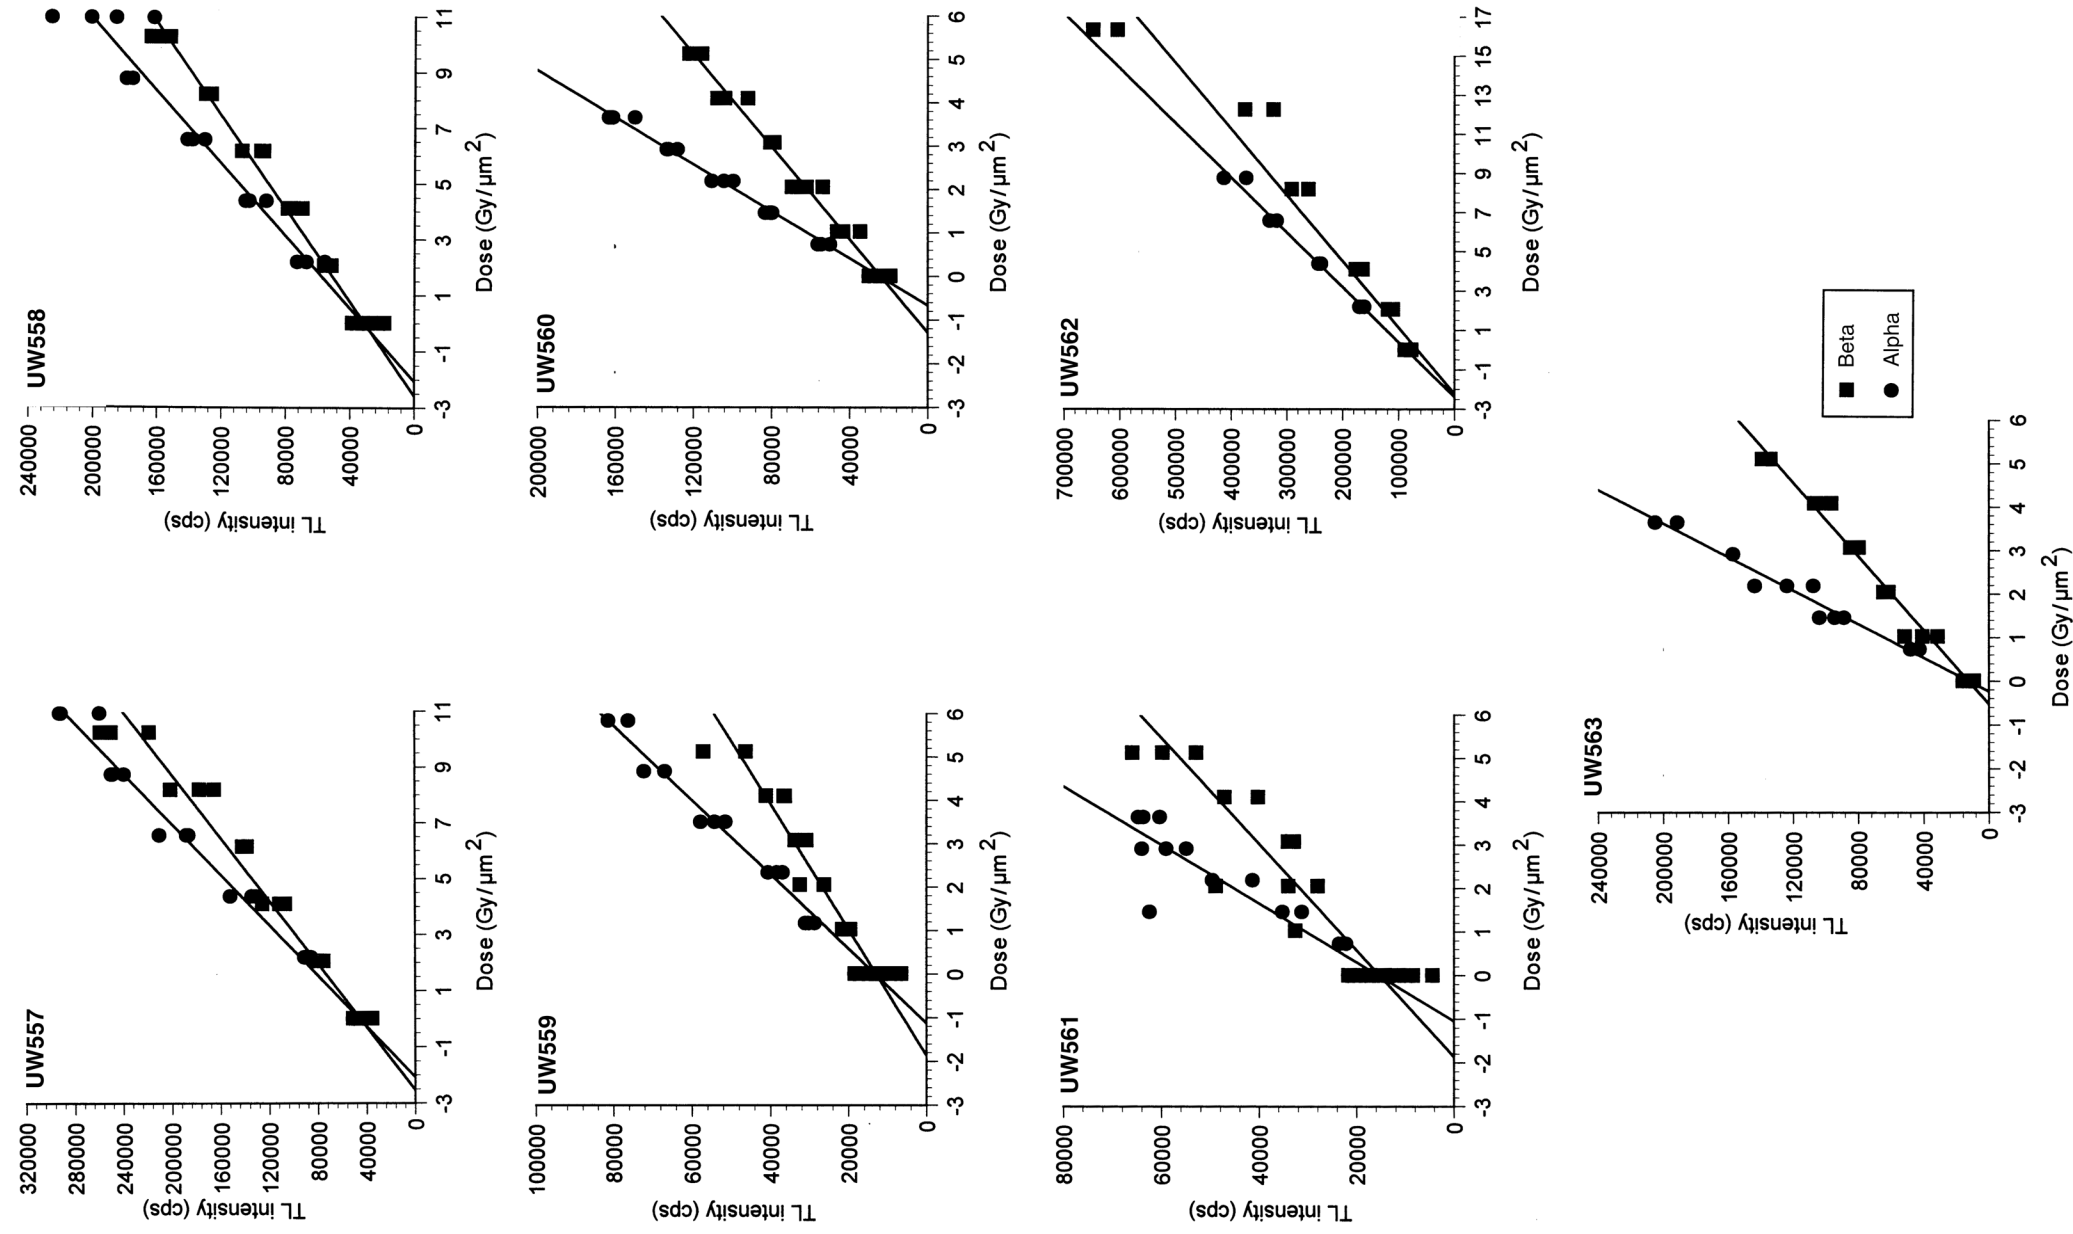 UW557
TL intensity (cps)
320000
280000
240000
200000
160000
120000
80000
40000
0
-3 -1 1 3 5 7 9 11
Dose (Gy/µm²)
UW558
TL intensity (cps)
240000
200000
160000
120000
80000
40000
0
-3 -1 1 3 5 7 9 11
Dose (Gy/µm²)
UW559
TL intensity (cps)
100000
80000
60000
40000
20000
0
-3 -2 -1 0 1 2 3 4 5 6
Dose (Gy/µm²)
UW560
TL intensity (cps)
200000
160000
120000
80000
40000
0
-3 -2 -1 0 1 2 3 4 5 6
Dose (Gy/µm²)
UW561
TL intensity (cps)
80000
60000
40000
20000
0
-3 -2 -1 0 1 2 3 4 5 6
Dose (Gy/µm²)
UW562
TL intensity (cps)
700000
600000
500000
400000
300000
200000
100000
0
-3 -1 1 3 5 7 9 11 13 15 17
Dose (Gy/µm²)
UW563
TL intensity (cps)
240000
200000
160000
120000
80000
40000
0
-3 -2 -1 0 1 2 3 4 5 6
Dose (Gy/µm²)
Beta
Alpha